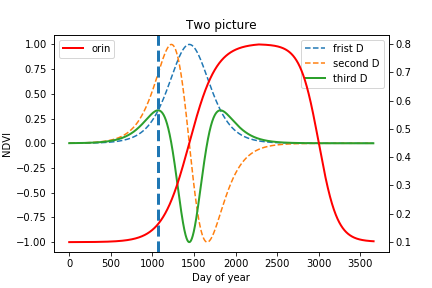 Two picture
orin
frist D
second D
third D
NDVI
1.00
0.75
0.50
0.25
0.00
−0.25
−0.50
−0.75
−1.00
0.8
0.7
0.6
0.5
0.4
0.3
0.2
0.1
0 500 1000 1500 2000 2500 3000 3500
Day of year